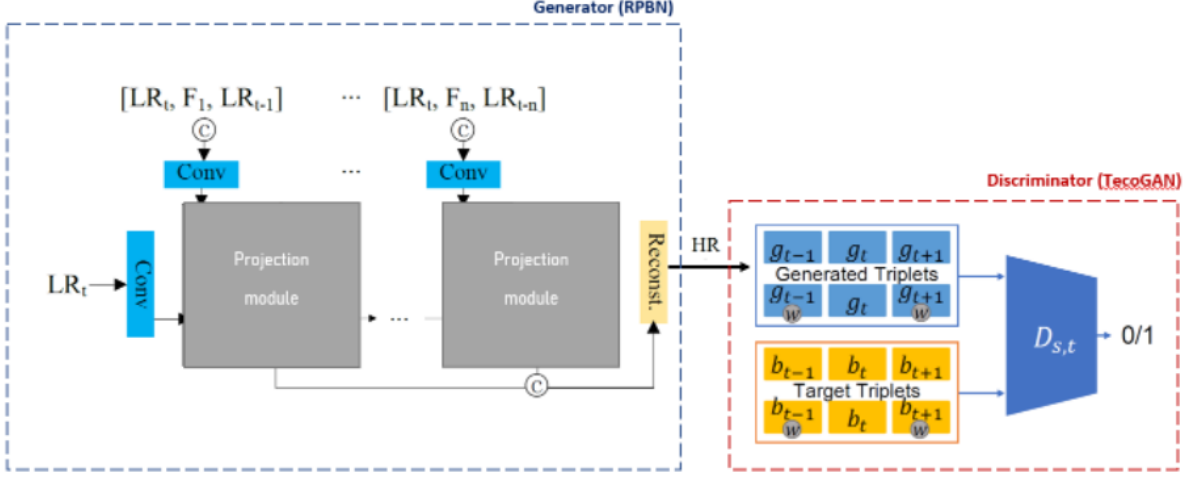 Generator (RPBN)
[LRt, F1, LRt-1] ... [LRt, Fn, LRt-n]
C C
Conv ... Conv
Discriminator (TecoGAN)
Projection
module
Projection
module
Conv
LRt
...
Reconst.
HR
C
gt-1 gt gt+1
Generated Triplets
gt-1 gt gt+1
W W
bt-1 bt bt+1
Target Triplets
bt-1 bt bt+1
W W
Ds,t
0/1